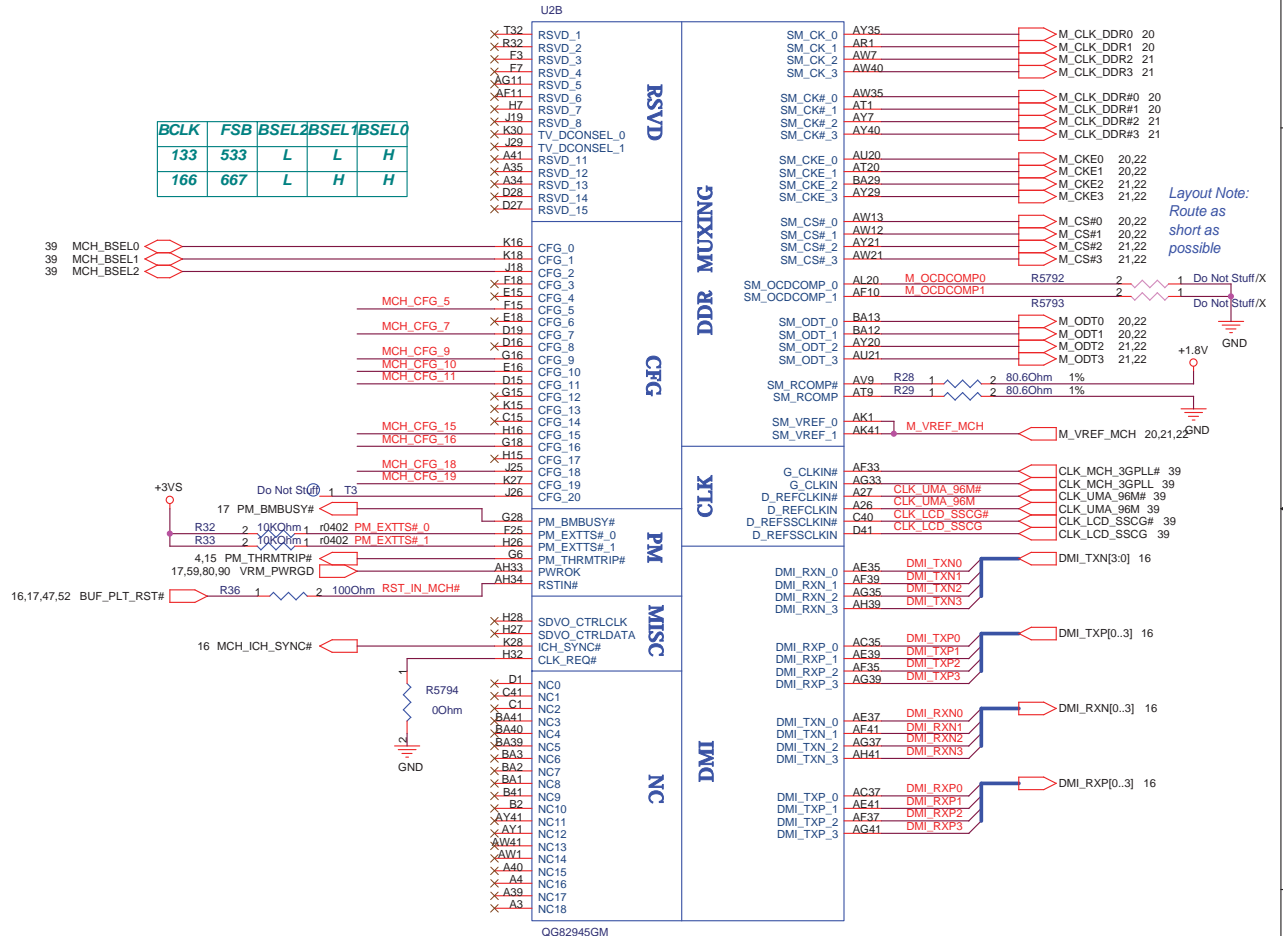 U2B
BCLK FSB BSEL2 BSEL1 BSEL0
133 533 L L H
166 667 L H H
T32 RSVD_1
R32 RSVD_2
F3 RSVD_3
F7 RSVD_4
AG11 RSVD_5
AF11 RSVD_6
H7 RSVD_7
J19 RSVD_8
K30 TV_DCONSEL_0
J29 TV_DCONSEL_1
A41 RSVD_11
A35 RSVD_12
A34 RSVD_13
D28 RSVD_14
D27 RSVD_15
RSVD
39 MCH_BSEL0 K16 CFG_0
39 MCH_BSEL1 K18 CFG_1
39 MCH_BSEL2 J18 CFG_2
F18 CFG_3
E15 CFG_4
MCH_CFG_5 F15 CFG_5
E18 CFG_6
MCH_CFG_7 D19 CFG_7
D16 CFG_8
MCH_CFG_9 G16 CFG_9
MCH_CFG_10 E16 CFG_10
MCH_CFG_11 D15 CFG_11
G15 CFG_12
K15 CFG_13
C15 CFG_14
MCH_CFG_15 H16 CFG_15
MCH_CFG_16 G18 CFG_16
H15 CFG_17
MCH_CFG_18 J25 CFG_18
MCH_CFG_19 K27 CFG_19
Do Not Stuff 1 T3 J26 CFG_20
CFG
+3VS
17 PM_BMBUSY# G28 PM_BMBUSY#
R32 2 10KOhm 1 r0402 PM_EXTTS#_0 F25 PM_EXTTS#_0
R33 2 10KOhm 1 r0402 PM_EXTTS#_1 H26 PM_EXTTS#_1
4,15 PM_THRMTRIP# G6 PM_THRMTRIP#
17,59,80,90 VRM_PWRGD AH33 PWROK
16,17,47,52 BUF_PLT_RST# R36 1 2 100Ohm RST_IN_MCH# AH34 RSTIN#
PM
H28 SDVO_CTRLCLK
H27 SDVO_CTRLDATA
16 MCH_ICH_SYNC# K28 ICH_SYNC#
H32 CLK_REQ#
MISC
1
R5794
0Ohm
2
GND
D1 NC0
C41 NC1
C1 NC2
BA41 NC3
BA40 NC4
BA39 NC5
BA3 NC6
BA2 NC7
BA1 NC8
B41 NC9
B2 NC10
AY41 NC11
AY1 NC12
AW41 NC13
AW1 NC14
A40 NC15
A4 NC16
A39 NC17
A3 NC18
NC
QG82945GM
DDR MUXING
SM_CK_0 AY35 M_CLK_DDR0 20
SM_CK_1 AR1 M_CLK_DDR1 20
SM_CK_2 AW7 M_CLK_DDR2 21
SM_CK_3 AW40 M_CLK_DDR3 21
SM_CK#_0 AW35 M_CLK_DDR#0 20
SM_CK#_1 AT1 M_CLK_DDR#1 20
SM_CK#_2 AY7 M_CLK_DDR#2 21
SM_CK#_3 AY40 M_CLK_DDR#3 21
SM_CKE_0 AU20 M_CKE0 20,22
SM_CKE_1 AT20 M_CKE1 20,22
SM_CKE_2 BA29 M_CKE2 21,22
SM_CKE_3 AY29 M_CKE3 21,22
Layout Note:
Route as
short as
possible
SM_CS#_0 AW13 M_CS#0 20,22
SM_CS#_1 AW12 M_CS#1 20,22
SM_CS#_2 AY21 M_CS#2 21,22
SM_CS#_3 AW21 M_CS#3 21,22
SM_OCDCOMP_0 AL20 M_OCDCOMP0 R5792 2 1 Do Not Stuff/X
SM_OCDCOMP_1 AF10 M_OCDCOMP1 R5793 2 1 Do Not Stuff/X
GND
SM_ODT_0 BA13 M_ODT0 20,22
SM_ODT_1 BA12 M_ODT1 20,22
SM_ODT_2 AY20 M_ODT2 21,22
SM_ODT_3 AU21 M_ODT3 21,22
+1.8V
SM_RCOMP# AV9 R28 1 2 80.6Ohm 1%
SM_RCOMP AT9 R29 1 2 80.6Ohm 1%
GND
SM_VREF_0 AK1
SM_VREF_1 AK41 M_VREF_MCH M_VREF_MCH 20,21,22
CLK
G_CLKIN# AF33 CLK_MCH_3GPLL# 39
G_CLKIN AG33 CLK_MCH_3GPLL 39
D_REFCLKIN# A27 CLK_UMA_96M# CLK_UMA_96M# 39
D_REFCLKIN A26 CLK_UMA_96M CLK_UMA_96M 39
D_REFSSCLKIN# C40 CLK_LCD_SSCG# CLK_LCD_SSCG# 39
D_REFSSCLKIN D41 CLK_LCD_SSCG CLK_LCD_SSCG 39
DMI
DMI_TXN[3:0] 16
DMI_RXN_0 AE35 DMI_TXN0
DMI_RXN_1 AF39 DMI_TXN1
DMI_RXN_2 AG35 DMI_TXN2
DMI_RXN_3 AH39 DMI_TXN3
DMI_TXP[0..3] 16
DMI_RXP_0 AC35 DMI_TXP0
DMI_RXP_1 AE39 DMI_TXP1
DMI_RXP_2 AF35 DMI_TXP2
DMI_RXP_3 AG39 DMI_TXP3
DMI_RXN[0..3] 16
DMI_TXN_0 AE37 DMI_RXN0
DMI_TXN_1 AF41 DMI_RXN1
DMI_TXN_2 AG37 DMI_RXN2
DMI_TXN_3 AH41 DMI_RXN3
DMI_RXP[0..3] 16
DMI_TXP_0 AC37 DMI_RXP0
DMI_TXP_1 AE41 DMI_RXP1
DMI_TXP_2 AF37 DMI_RXP2
DMI_TXP_3 AG41 DMI_RXP3